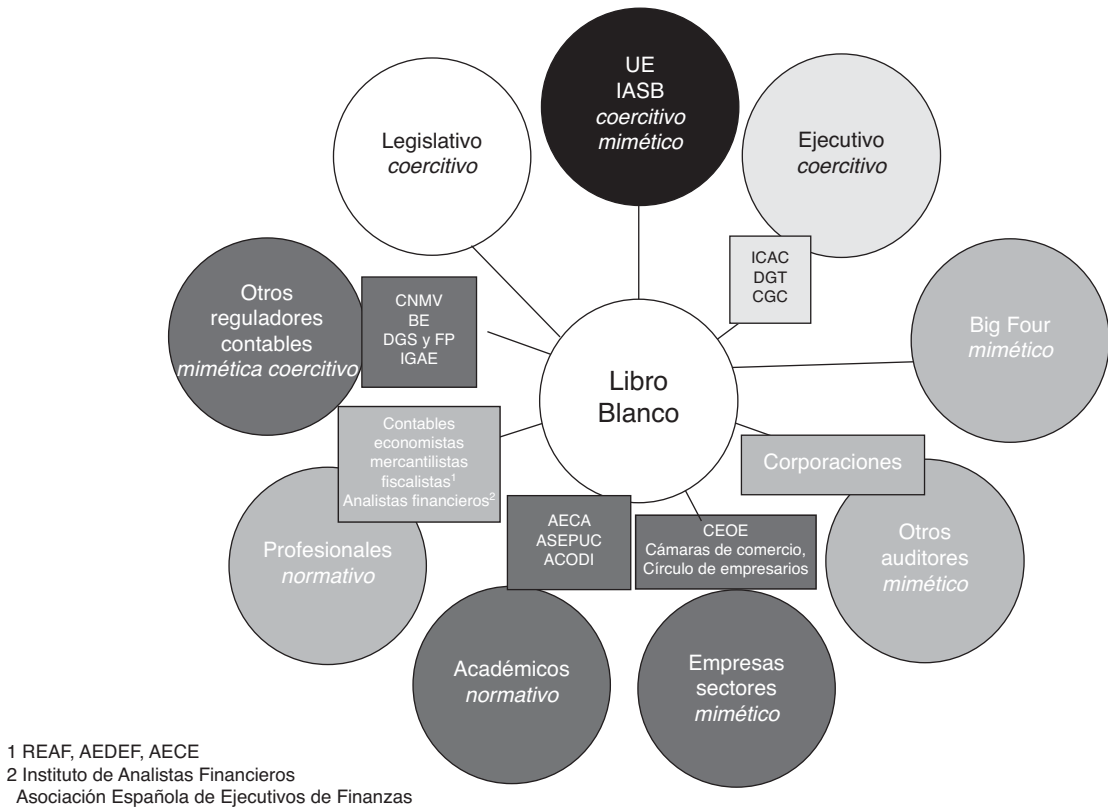 UE
IASB
coercitivo
mimético
Legislativo
coercitivo
Ejecutivo
coercitivo
ICAC
DGT
CGC
Otros
reguladores
contables
mimética coercitivo
CNMV
BE
DGS y FP
IGAE
Big Four
mimético
Libro
Blanco
Contables
economistas
mercantilistas
fiscalistas¹
Analistas financieros²
Corporaciones
Profesionales
normativo
AECA
ASEPUC
ACODI
CEOE
Cámaras de comercio,
Círculo de empresarios
Otros
auditores
mimético
Académicos
normativo
Empresas
sectores
mimético
1 REAF, AEDEF, AECE
2 Instituto de Analistas Financieros
Asociación Española de Ejecutivos de Finanzas